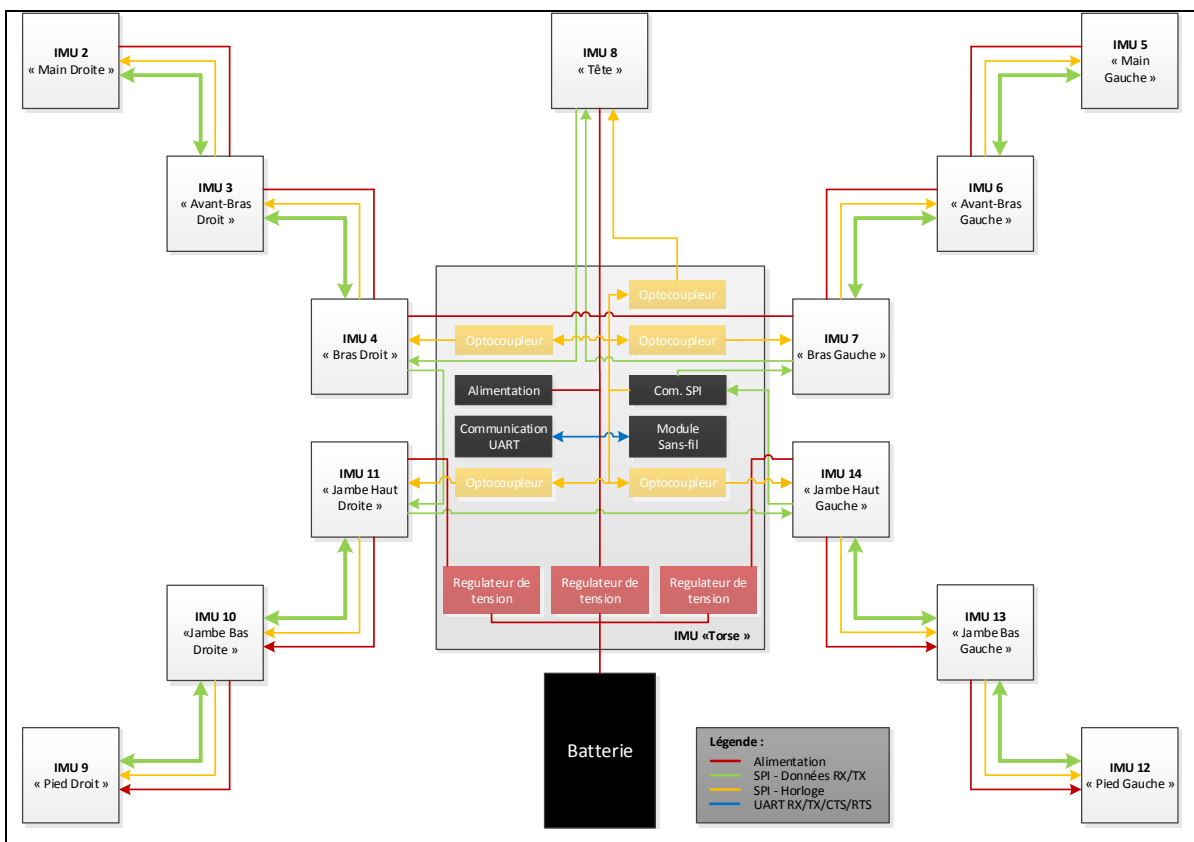 IMU 2
« Main Droite »
IMU 8
« Tête »
IMU 5
« Main
Gauche »
IMU 3
« Avant-Bras
Droit »
IMU 6
« Avant-Bras
Gauche »
Optocoupleur
IMU 4
« Bras Droit »
Optocoupleur
Optocoupleur
IMU 7
« Bras Gauche »
Alimentation
Com. SPI
Communication
UART
Module
Sans-fil
IMU 11
« Jambe Haut
Droite »
Optocoupleur
Optocoupleur
IMU 14
« Jambe Haut
Gauche »
Regulateur de
tension
Regulateur de
tension
Regulateur de
tension
IMU «Torse »
IMU 10
«Jambe Bas
Droite »
IMU 13
« Jambe Bas
Gauche »
Batterie
IMU 9
« Pied Droit »
Légende :
Alimentation
SPI - Données RX/TX
SPI - Horloge
UART RX/TX/CTS/RTS
IMU 12
« Pied Gauche »